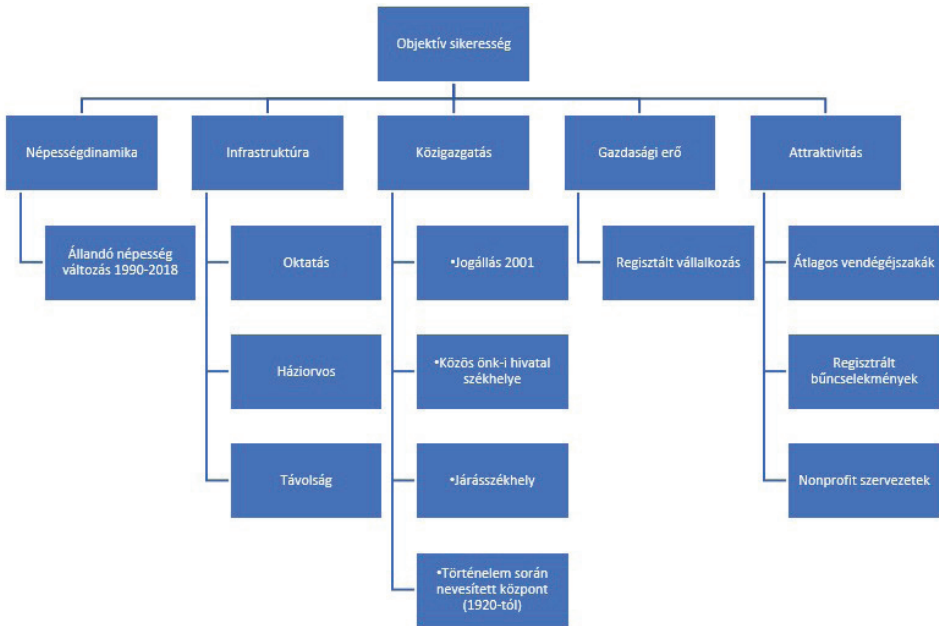 Objektív sikeresség
Népességdinamika
Infrastruktúra
Közigazgatás
Gazdasági erő
Attraktivitás
Állandó népesség
változás 1990-2018
Oktatás
Háziorvos
Távolság
•Jogállás 2001
•Közös önk-i hivatal
székhelye
•Járásszékhely
•Történelem során
nevesített központ
(1920-tól)
Regisztált vállalkozás
Átlagos vendégéjszakák
Regisztrált
bűncselekmények
Nonprofit szervezetek